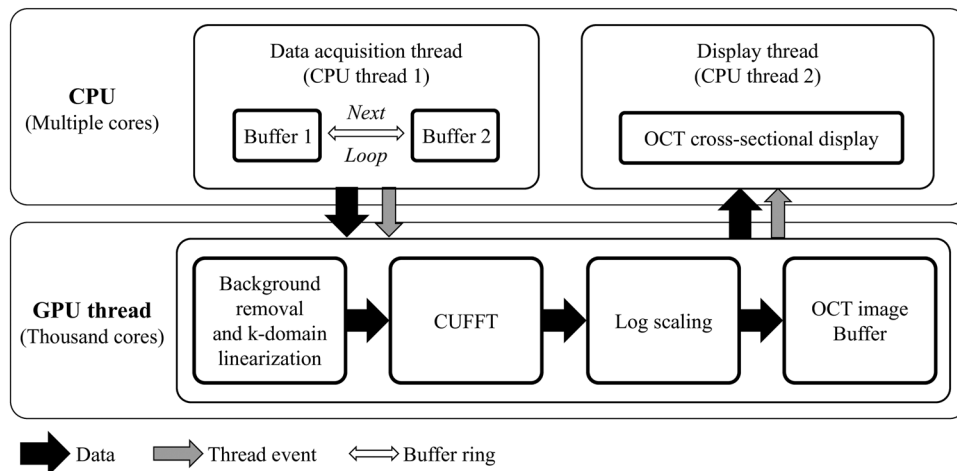 Data acquisition thread
(CPU thread 1)
Display thread
(CPU thread 2)
CPU
(Multiple cores)
Buffer 1
Next
Loop
Buffer 2
OCT cross-sectional display
GPU thread
(Thousand cores)
Background
removal
and k-domain
linearization
CUFFT
Log scaling
OCT image
Buffer
Data
Thread event
Buffer ring